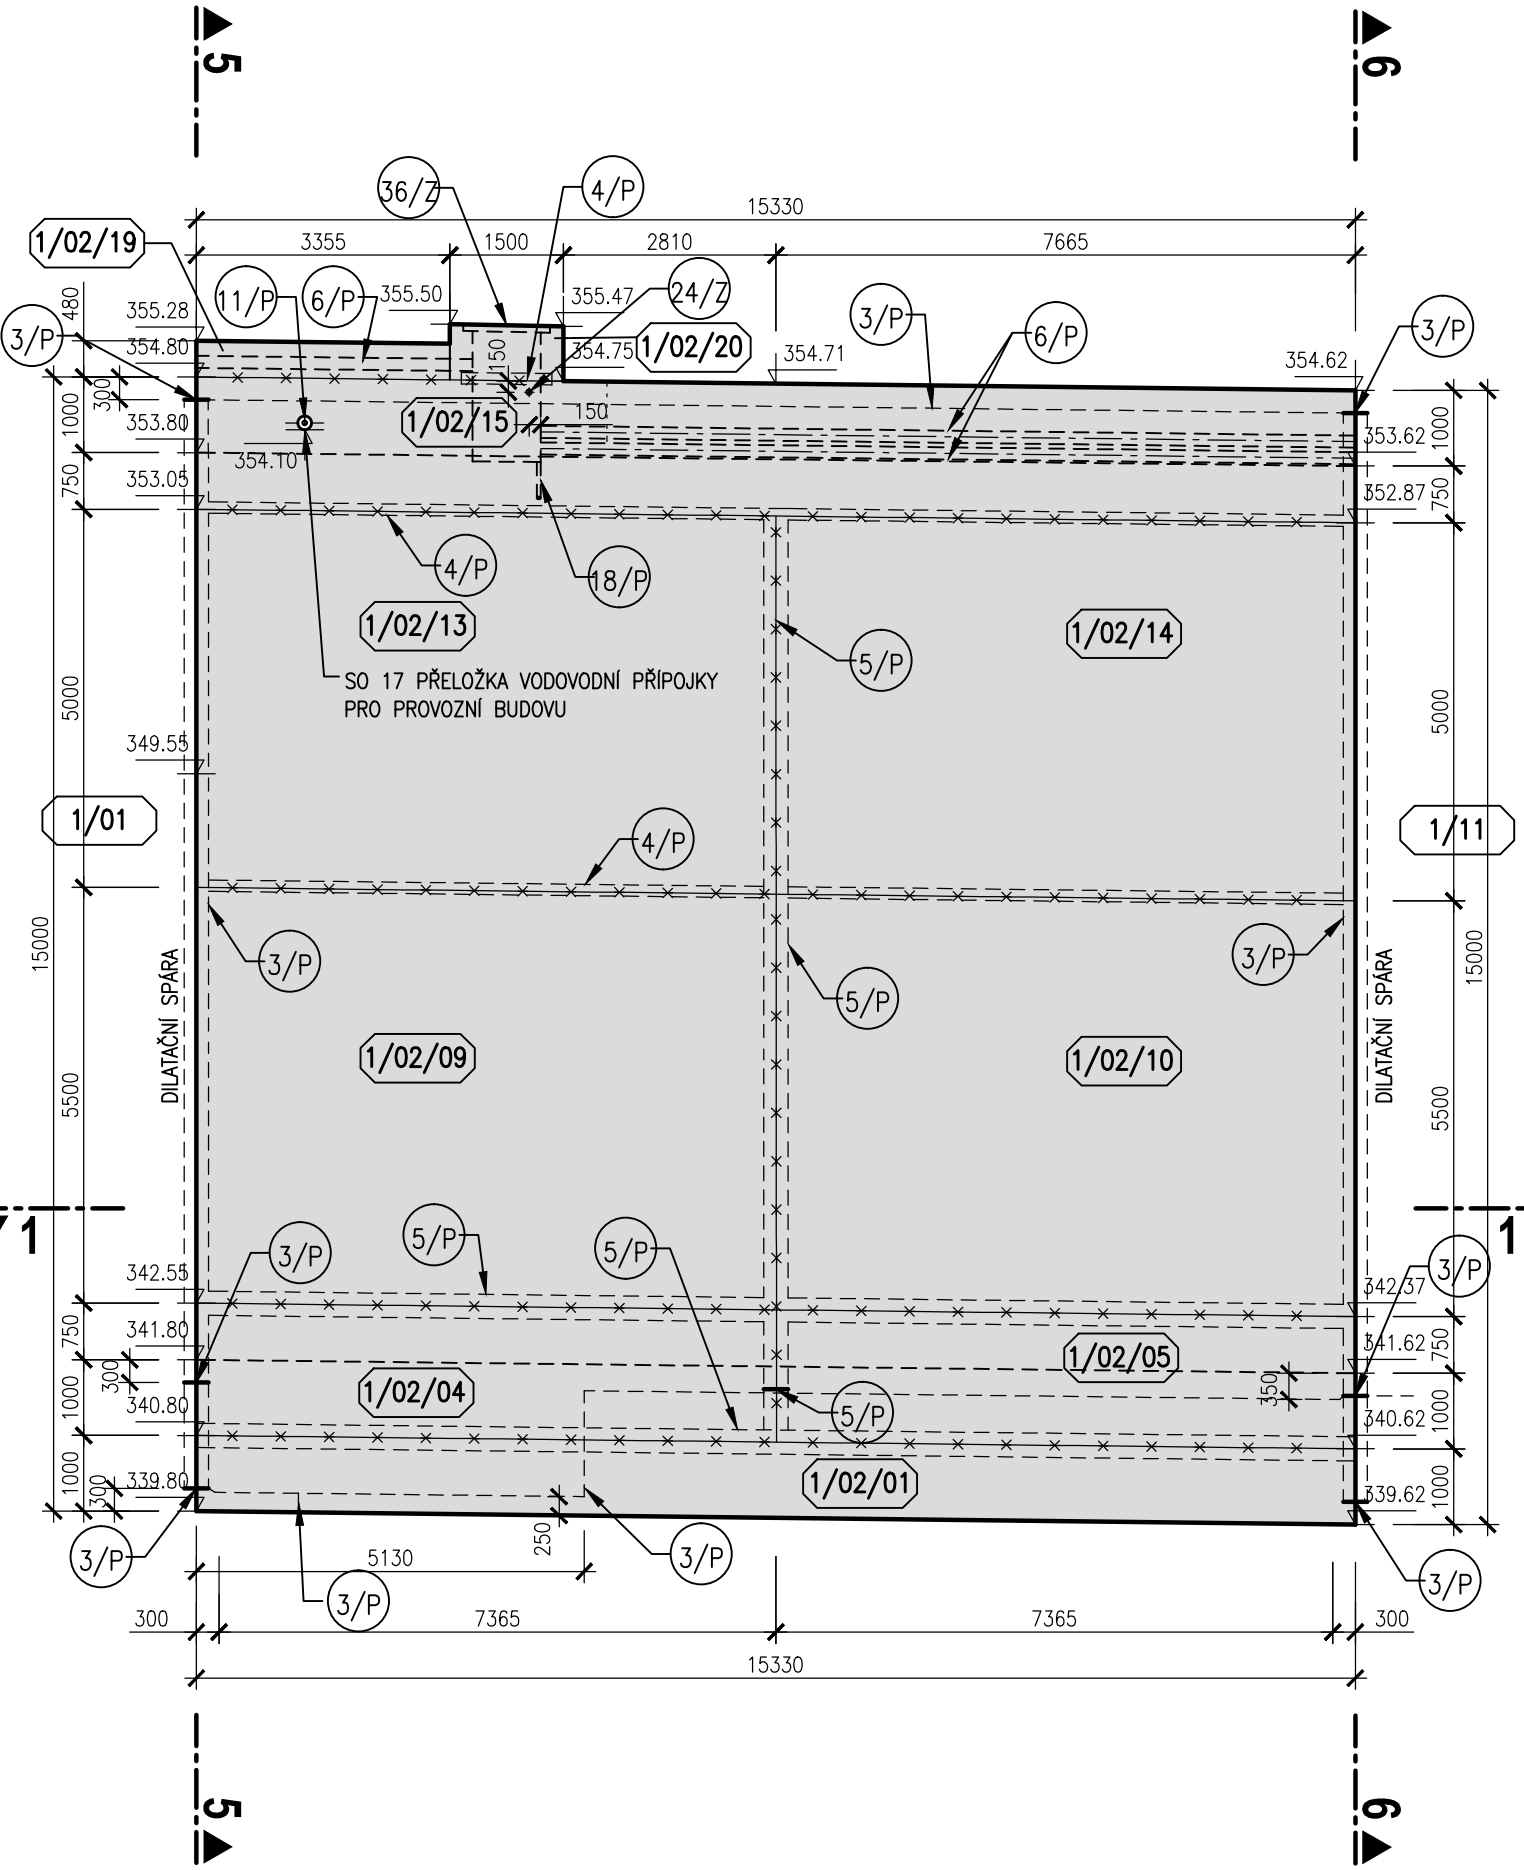 5
6
36/Z
4/P
15330
1/02/19
3355
1500
2810
7665
480
355.28
11/P
6/P
355.50
355.47
24/Z
3/P
6/P
3/P
3/P
354.80
150
354.75
1/02/20
354.71
354.62
300
1000
353.80
354.10
1/02/15
150
353.62
1000
750
353.05
352.87
750
4/P
18/P
1/02/13
1/02/14
5/P
SO 17 PŘELOŽKA VODOVODNÍ PŘÍPOJKY
PRO PROVOZNÍ BUDOVU
5000
5000
349.55
1/01
4/P
1/11
15000
DILATAČNÍ SPÁRA
3/P
5/P
3/P
DILATAČNÍ SPÁRA
15000
1/02/09
1/02/10
5500
5500
1
5/P
5/P
3/P
3/P
1
342.55
342.37
750
341.80
1/02/05
341.62
750
300
1/02/04
350
5/P
1000
340.80
340.62
1000
1000
300
339.80
1/02/01
339.62
1000
3/P
5130
250
3/P
3/P
3/P
300
7365
7365
300
15330
5
6